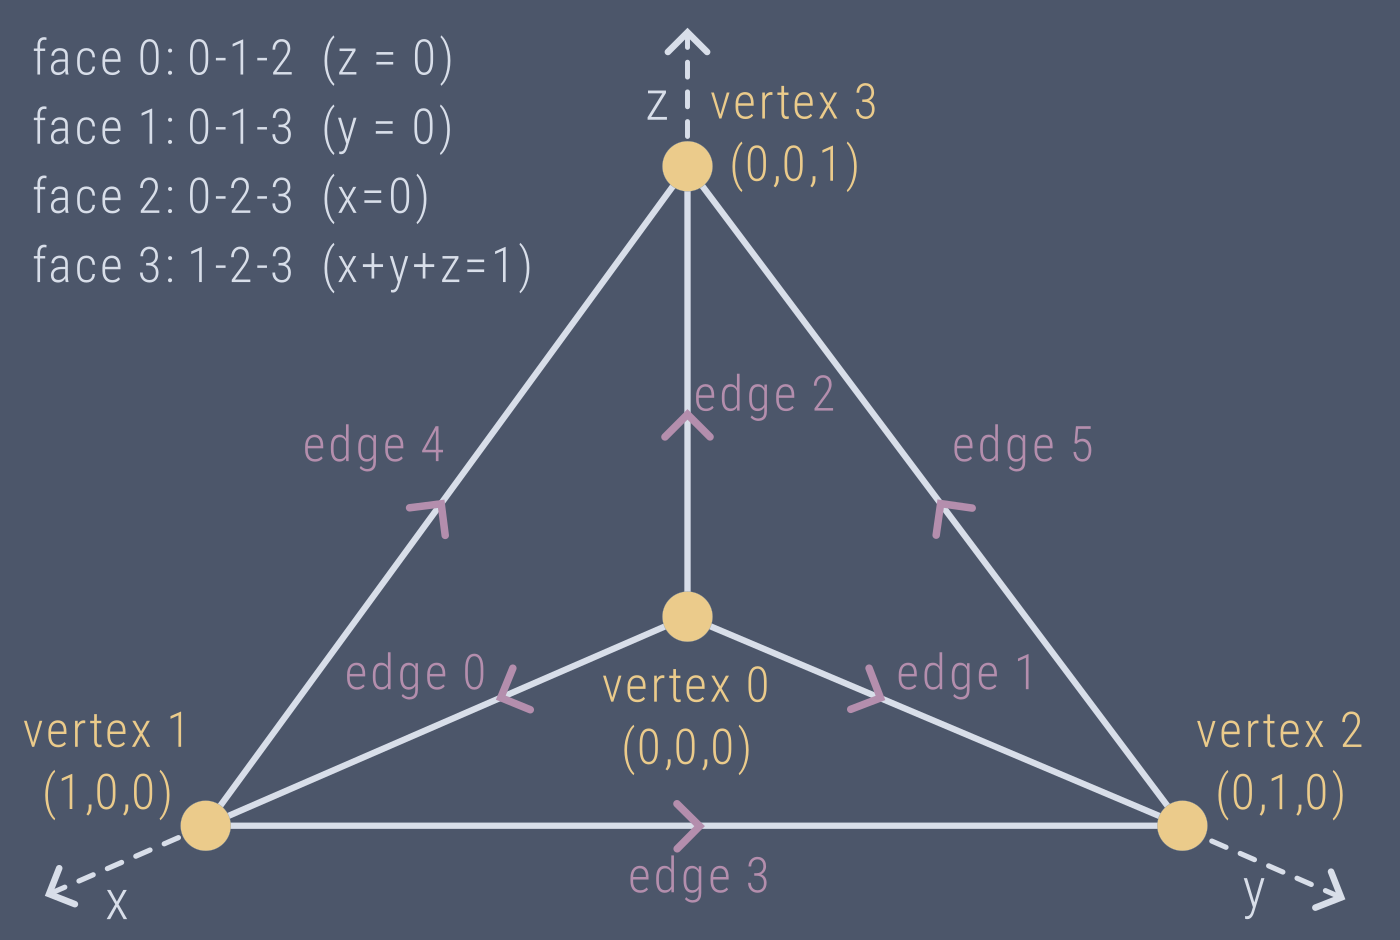 face 0: 0-1-2 (z = 0)
face 1: 0-1-3 (y = 0)
face 2: 0-2-3 (x=0)
face 3: 1-2-3 (x+y+z=1)
z
vertex 3
(0,0,1)
edge 2
edge 4
edge 5
edge 0
vertex 0
(0,0,0)
edge 1
vertex 1
(1,0,0)
vertex 2
(0,1,0)
edge 3
x
y